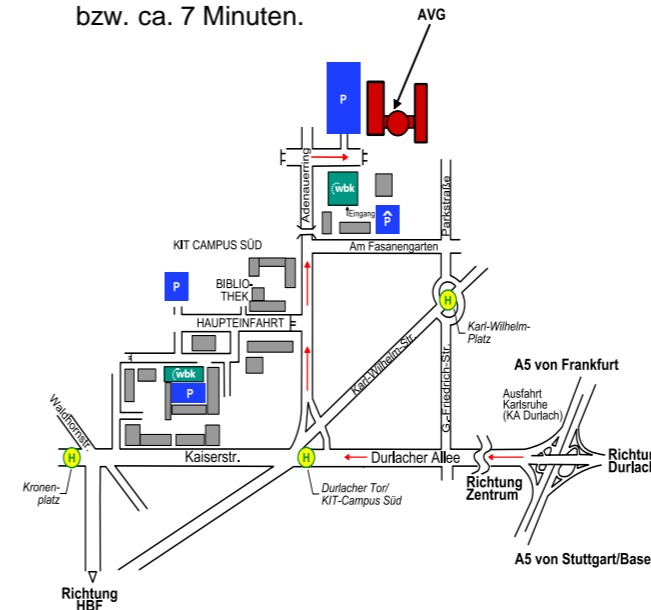 bzw. ca. 7 Minuten.
AVG
P
Adenauerring
wbk
Eingang
P
Parkstraße
KIT CAMPUS SÜD
Am Fasanengarten
P
BIBLIO-
THEK
HAUPTEINFAHRT
H
Karl-Wilhelm-
Platz
Karl-Wilhelm-Str.
G.-Friedrich-Str.
A5 von Frankfurt
Ausfahrt
Karlsruhe
(KA Durlach)
wbk
P
Waldhornstr.
H
Kaiserstr.
H
Durlacher Allee
Richtung
Zentrum
Richtu
Durlac
Kronen-
platz
Durlacher Tor/
KIT-Campus Süd
A5 von Stuttgart/Base
Richtung
HBF